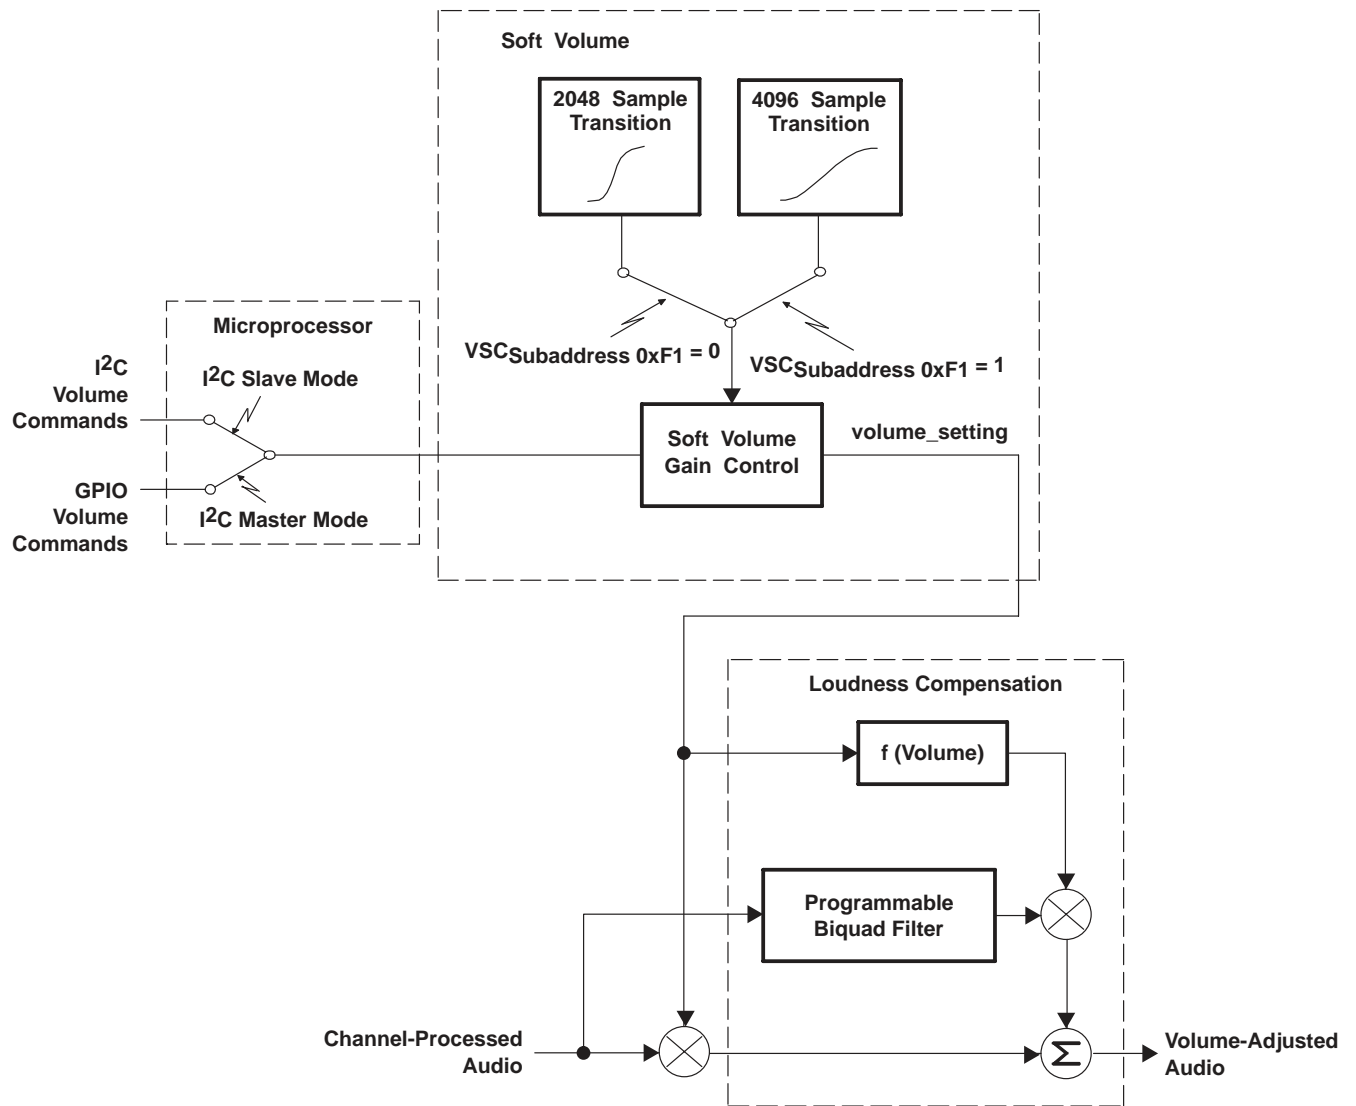 Soft Volume
2048 Sample
Transition
4096 Sample
Transition
VSCSubaddress 0xF1 = 0
VSCSubaddress 0xF1 = 1
Microprocessor
I2C
Volume
Commands
I2C Slave Mode
GPIO
Volume
Commands
I2C Master Mode
Soft Volume
Gain Control
volume_setting
Loudness Compensation
f (Volume)
Programmable
Biquad Filter
Channel-Processed
Audio
Σ
Volume-Adjusted
Audio